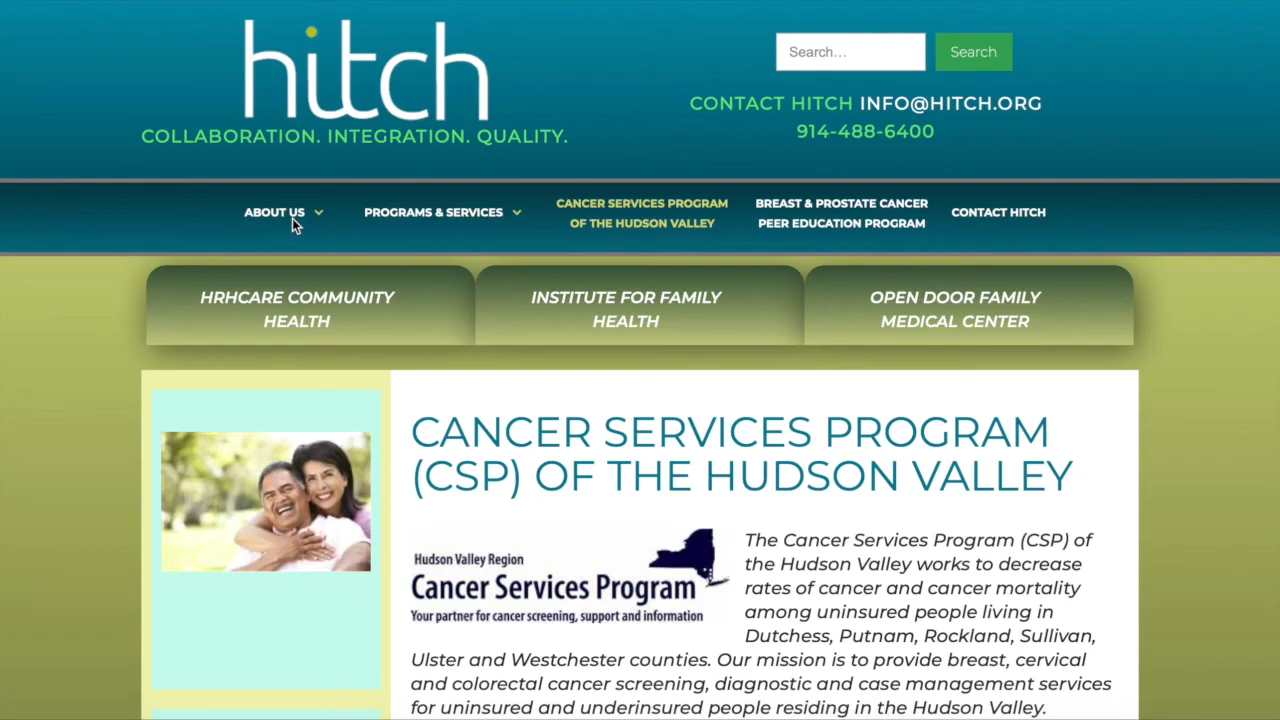 hitch
COLLABORATION. INTEGRATION. QUALITY.
Search...
Search
CONTACT HITCH INFO@HITCH.ORG
914-488-6400
ABOUT US
PROGRAMS & SERVICES
CANCER SERVICES PROGRAM
OF THE HUDSON VALLEY
BREAST & PROSTATE CANCER
PEER EDUCATION PROGRAM
CONTACT HITCH
HRHCARE COMMUNITY
HEALTH
INSTITUTE FOR FAMILY
HEALTH
OPEN DOOR FAMILY
MEDICAL CENTER
CANCER SERVICES PROGRAM
(CSP) OF THE HUDSON VALLEY
Hudson Valley Region
Cancer Services Program
Your partner for cancer screening, support and information
The Cancer Services Program (CSP) of
the Hudson Valley works to decrease
rates of cancer and cancer mortality
among uninsured people living in
Dutchess, Putnam, Rockland, Sullivan,
Ulster and Westchester counties. Our mission is to provide breast, cervical
and colorectal cancer screening, diagnostic and case management services
for uninsured and underinsured people residing in the Hudson Valley.